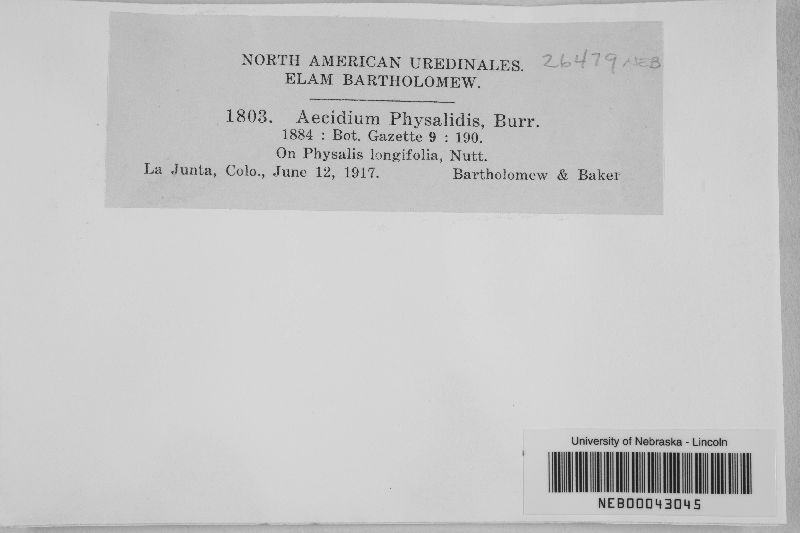 NORTH AMERICAN UREDINALES.
26479 NEB
ELAM BARTHOLOMEW.
1803. Aecidium Physalidis, Burr.
1884 : Bot. Gazette 9 : 190.
On Physalis longifolia, Nutt.
La Junta, Colo., June 12, 1917. Bartholomew & Baker
University of Nebraska - Lincoln
NEB00043045